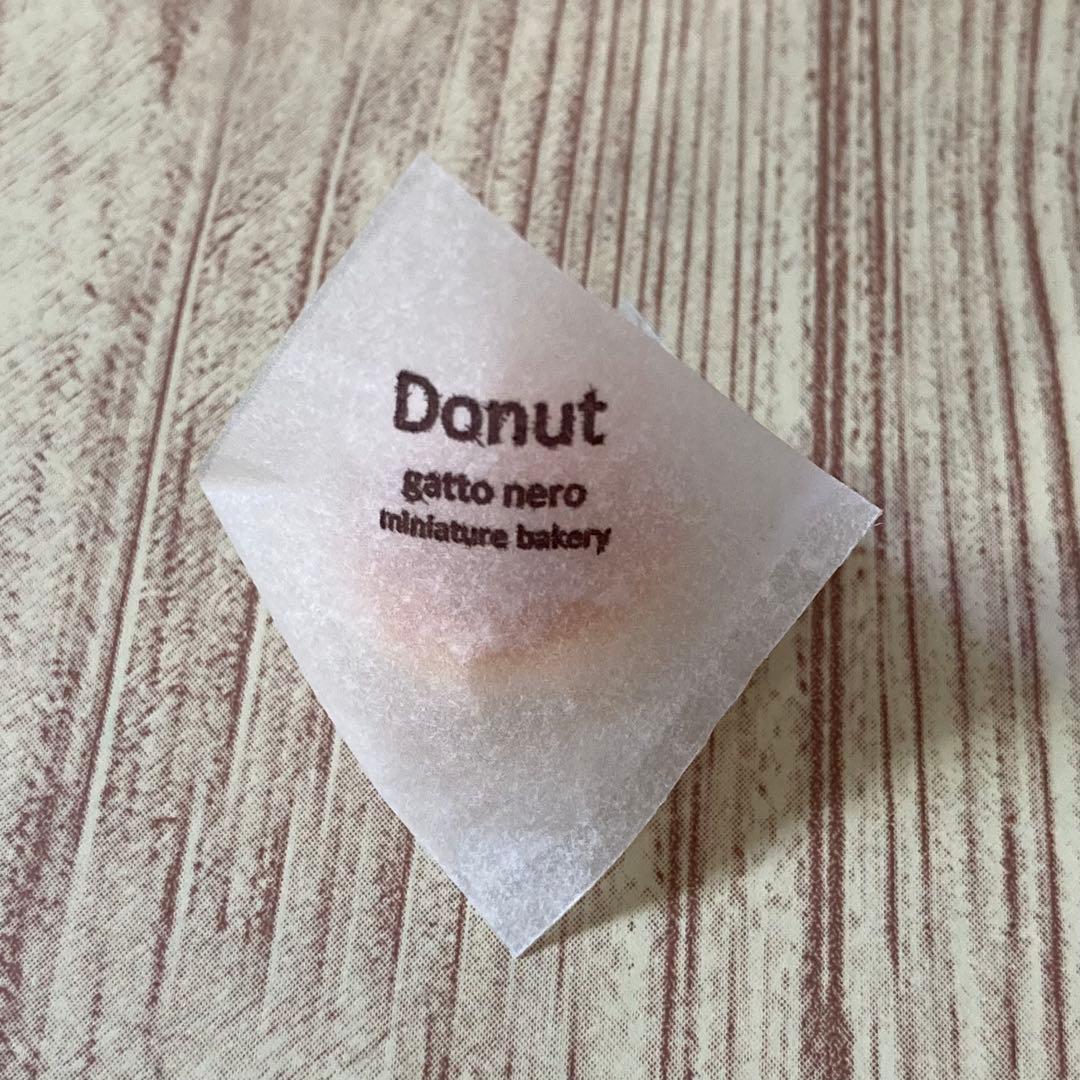 Donut
gatto nero
miniature bakery